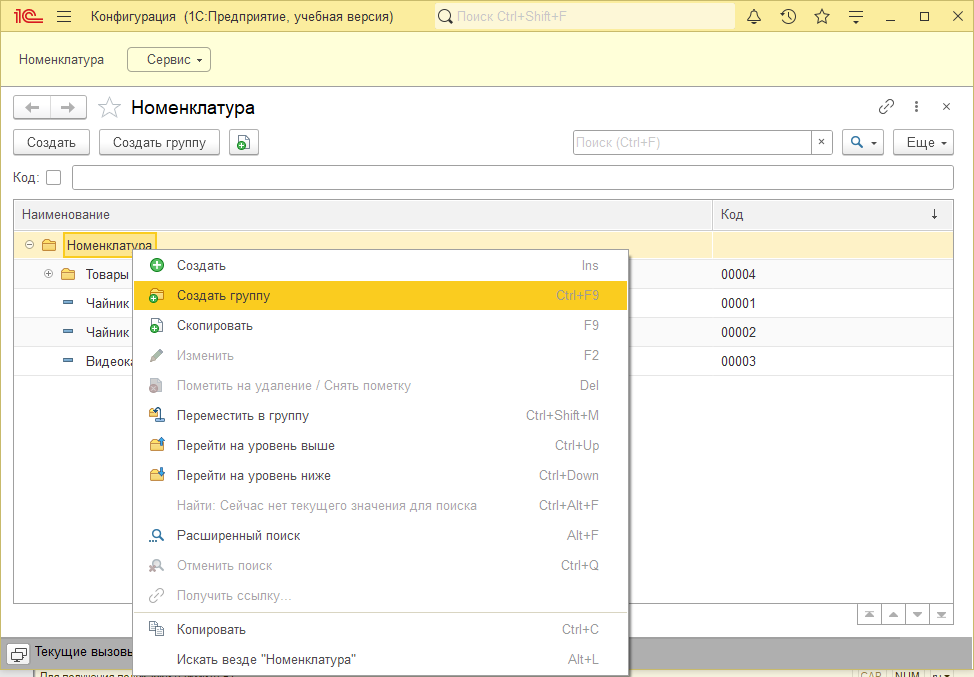 1С Конфигурация (1С:Предприятие, учебная версия) Поиск Ctrl+Shift+F
Номенклатура Сервис
Номенклатура
Создать Создать группу Поиск (Ctrl+F) × Еще
Код:
Наименование Код ↓
Номенклатура
Товары 00004
Чайник 00001
Чайник 00002
00003
Создать Ins
Создать группу Ctrl+F9
Скопировать F9
Изменить F2
Пометить на удаление / Снять пометку Del
Переместить в группу Ctrl+Shift+M
Перейти на уровень выше Ctrl+Up
Перейти на уровень ниже Ctrl+Down
Найти: Сейчас нет текущего значения для поиска Ctrl+Alt+F
Расширенный поиск Alt+F
Отменить поиск Ctrl+Q
Получить ссылку...
Копировать Ctrl+C
Искать везде "Номенклатура" Alt+L
Текущие
CAP NUM